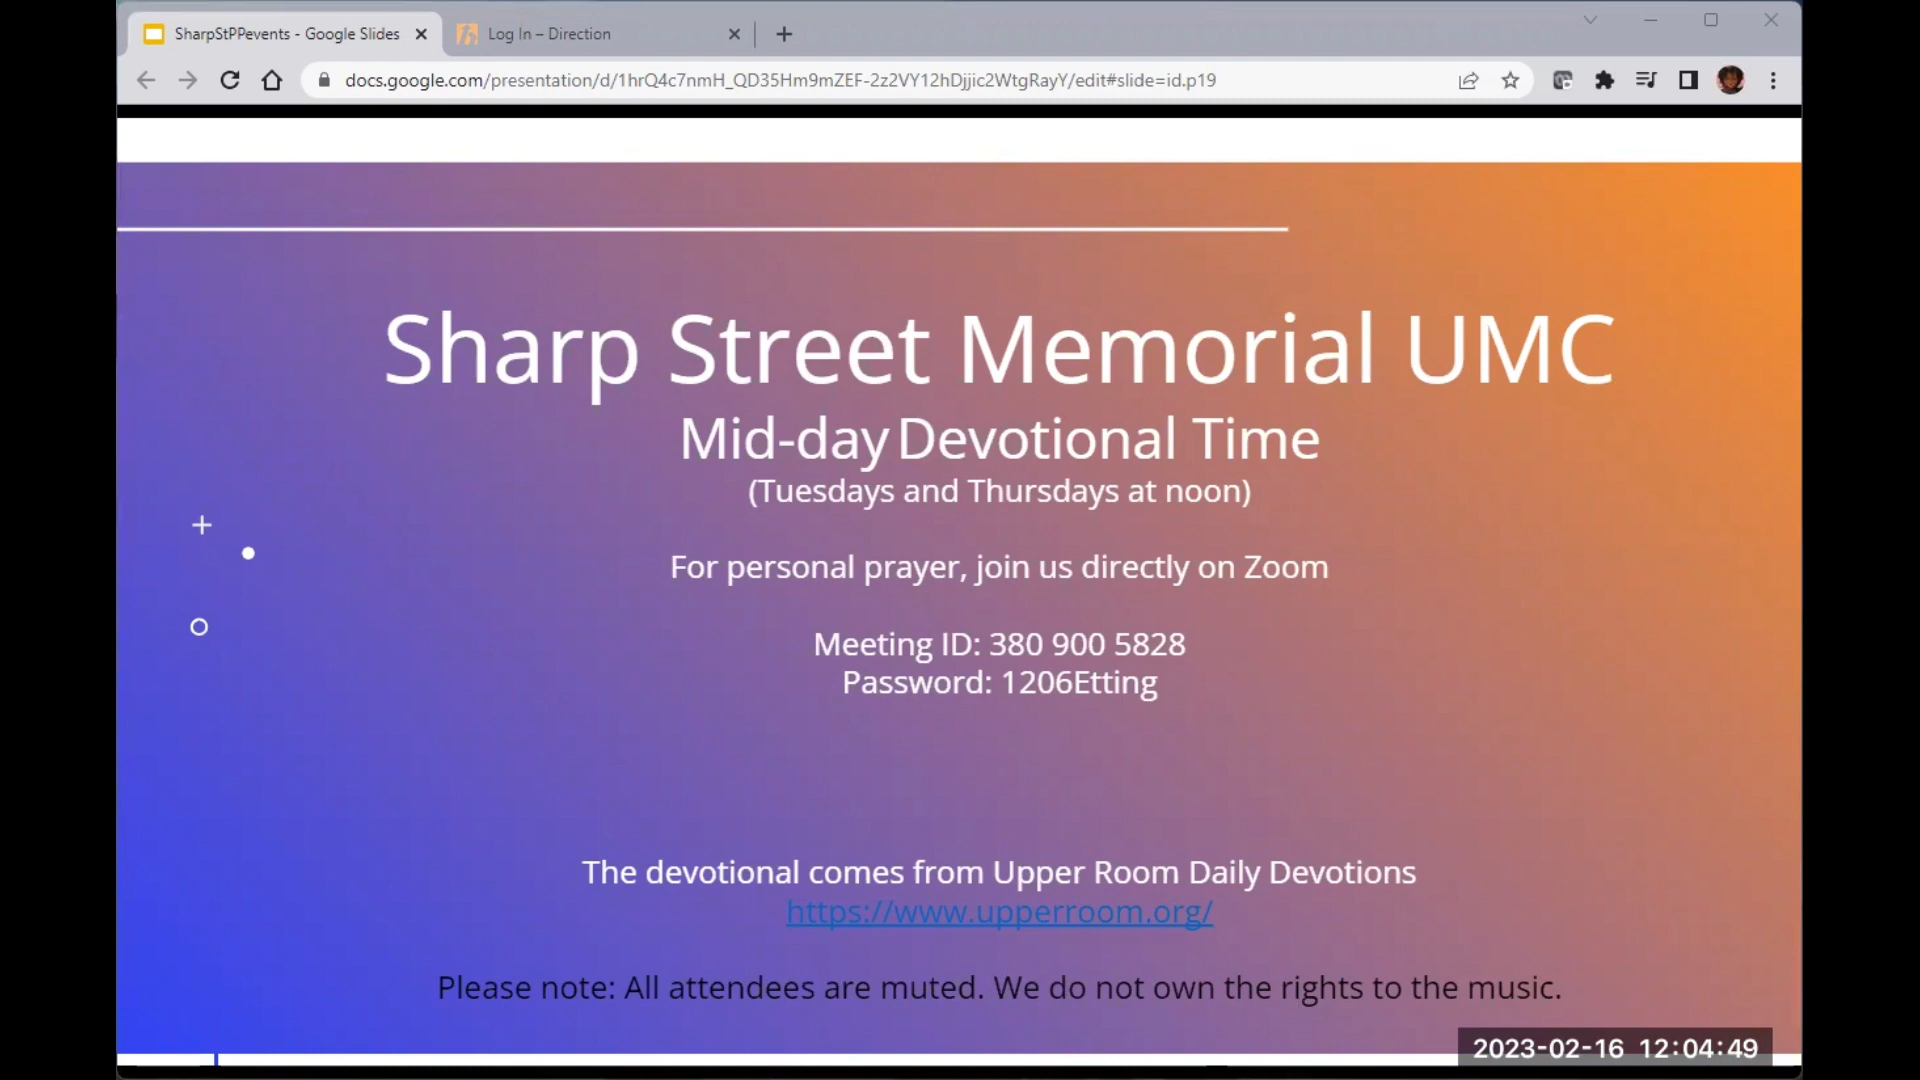 SharpStPPevents - Google Slides
Log In – Direction
docs.google.com/presentation/d/1hrQ4c7nmH_QD35Hm9mZEF-2z2VY12hDjjic2WtgRayY/edit#slide=id.p19
Sharp Street Memorial UMC
Mid-day Devotional Time
(Tuesdays and Thursdays at noon)
For personal prayer, join us directly on Zoom
Meeting ID: 380 900 5828
Password: 1206Etting
The devotional comes from Upper Room Daily Devotions
https://www.upperroom.org/
Please note: All attendees are muted. We do not own the rights to the music.
2023-02-16 12:04:49